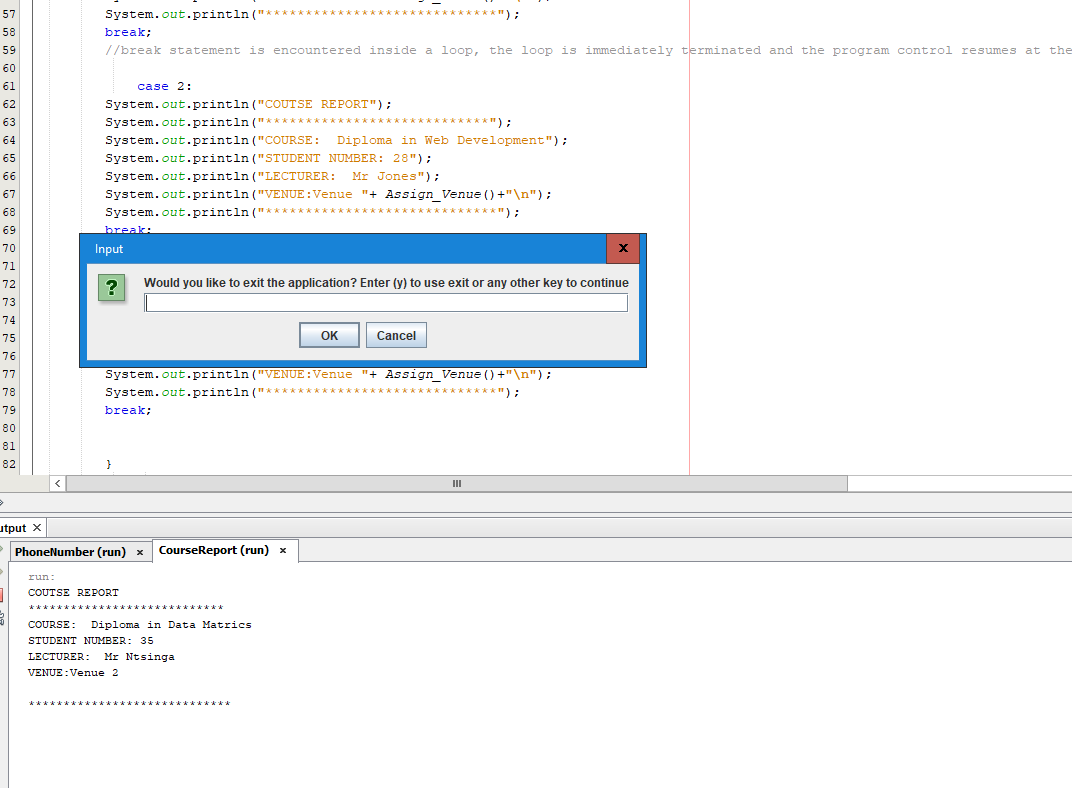 57 System.out.println("*****************************");
58 break;
59 //break statement is encountered inside a loop, the loop is immediately terminated and the program control resumes at the
60
61 case 2:
62 System.out.println("COUTSE REPORT");
63 System.out.println("****************************");
64 System.out.println("COURSE:  Diploma in Web Development");
65 System.out.println("STUDENT NUMBER: 28");
66 System.out.println("LECTURER:  Mr Jones");
67 System.out.println("VENUE:Venue "+ Assign_Venue()+"\n");
68 System.out.println("*****************************");
69 break;
70
71
72
73
74
75
76
Input
x
?
Would you like to exit the application? Enter (y) to use exit or any other key to continue
OK Cancel
77 System.out.println("VENUE:Venue "+ Assign_Venue()+"\n");
78 System.out.println("*****************************");
79 break;
80
81
82 }
utput ×
PhoneNumber (run) × CourseReport (run) ×
run:
COUTSE REPORT
****************************
COURSE:  Diploma in Data Matrics
STUDENT NUMBER: 35
LECTURER:  Mr Ntsinga
VENUE:Venue 2
*****************************